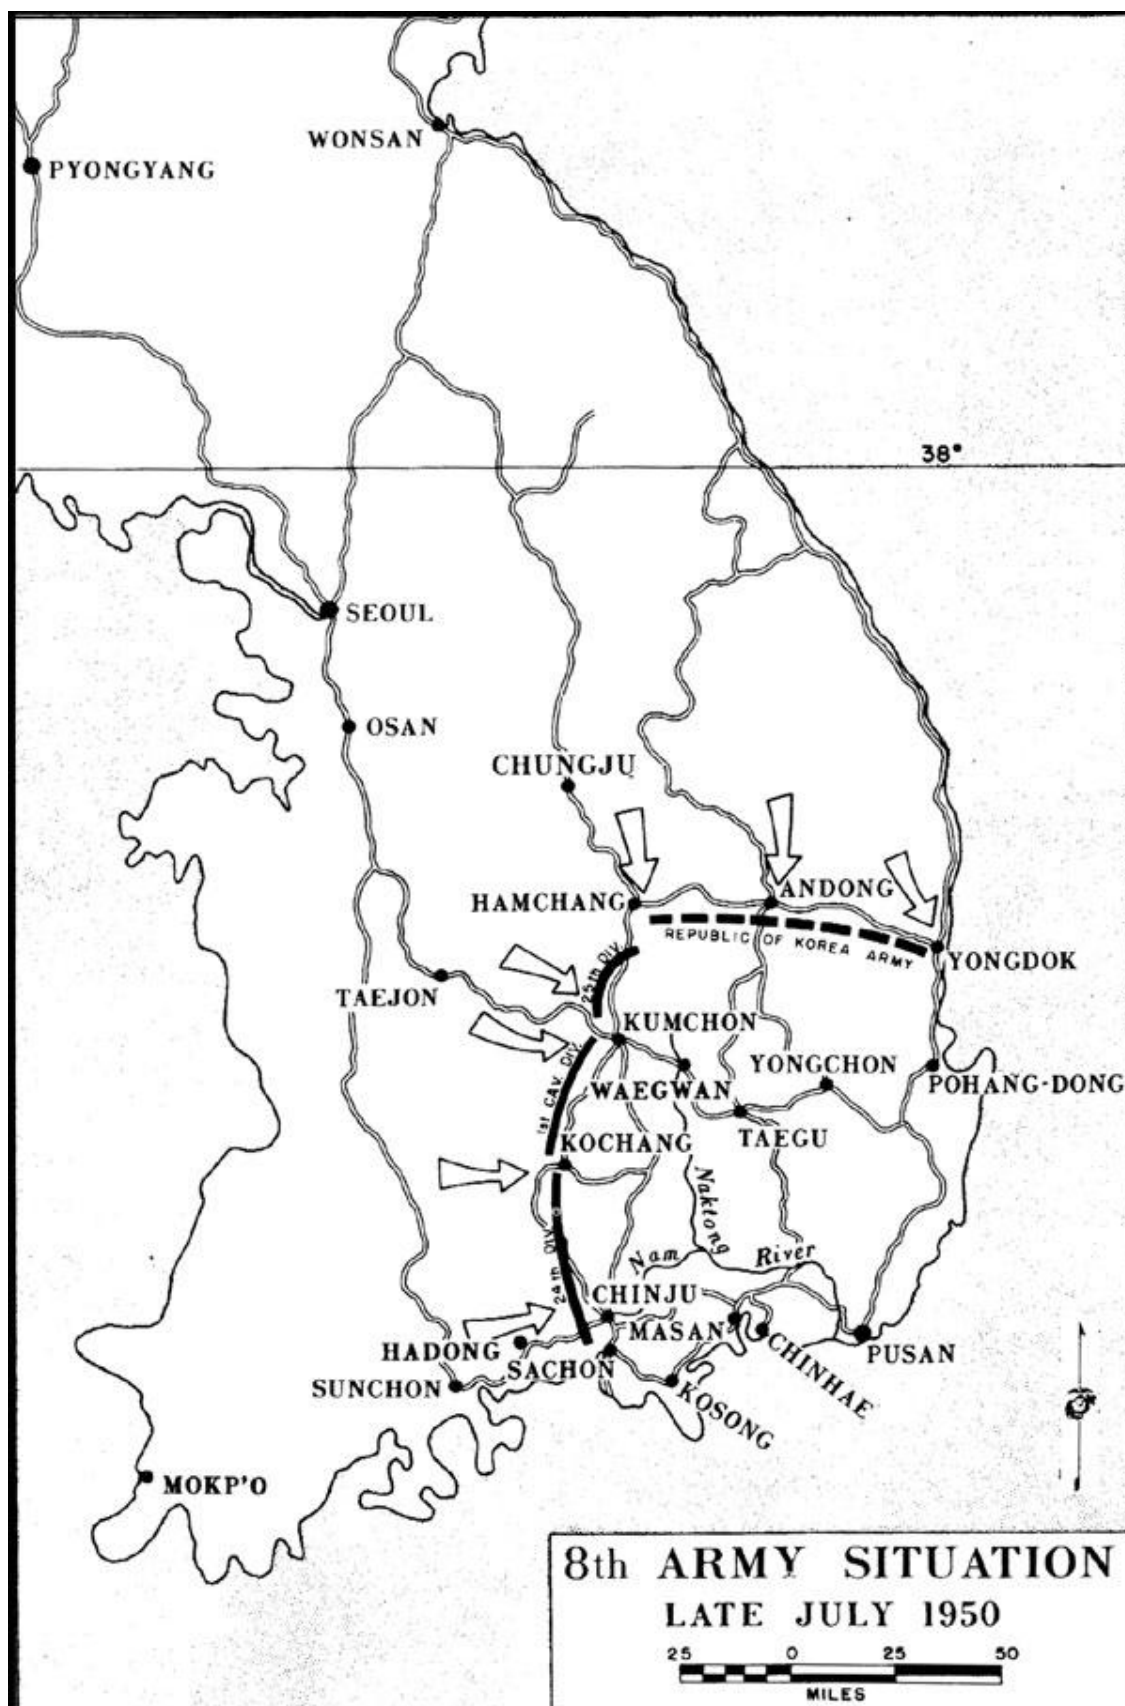 WONSAN
PYONGYANG
38°
SEOUL
OSAN
CHUNGJU
ANDONG
HAMCHANG
REPUBLIC OF KOREA ARMY
YONGDOK
25th DIV.
TAEJON
KUMCHON
1st CAV. DIV.
YONGCHON
WAEGWAN
POHANG-DONG
TAEGU
KOCHANG
Naktong
24th DIV.
Nam River
CHINJU
MASAN
HADONG
SACHON
CHINHAE
PUSAN
SUNCHON
KOSONG
MOKP'O
8th ARMY SITUATION
LATE JULY 1950
25 0 25 50
MILES